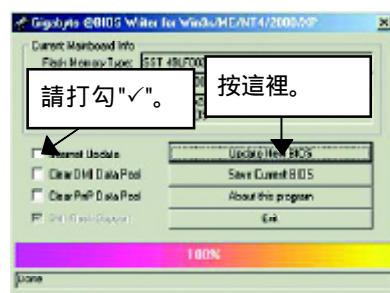 Gigabyte @BIOS Writer for Win9x/ME/NT4/2000/XP
Current Mainboard Info
Flash Memory Type: SST 49LF00
請打勾"✓"。
按這裡。
Internet Update
Update New BIOS
Clear DMI Data Pool
Save Current BIOS
Clear PnP Data Pool
About this program
Exit
100%
Done